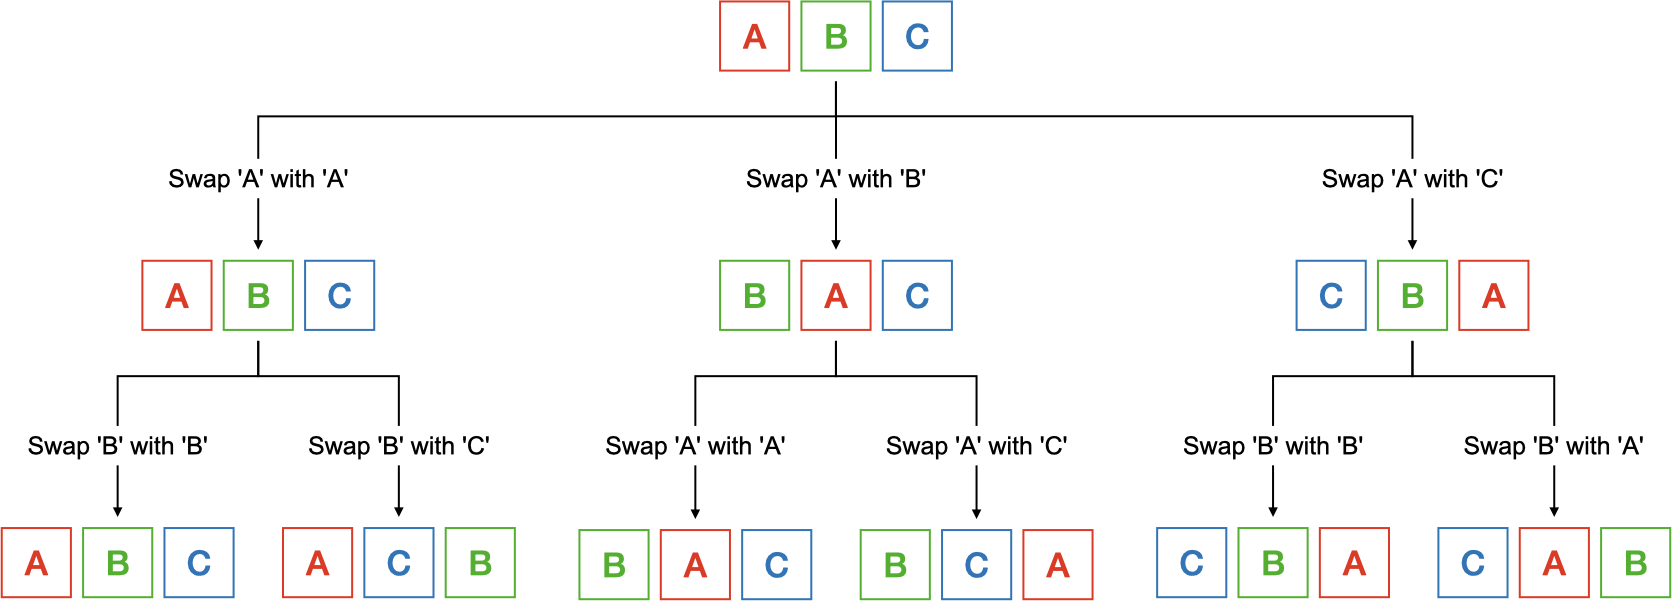 A B C
Swap 'A' with 'A'
Swap 'A' with 'B'
Swap 'A' with 'C'
A B C
B A C
C B A
Swap 'B' with 'B'
Swap 'B' with 'C'
Swap 'A' with 'A'
Swap 'A' with 'C'
Swap 'B' with 'B'
Swap 'B' with 'A'
A B C
A C B
B A C
B C A
C B A
C A B